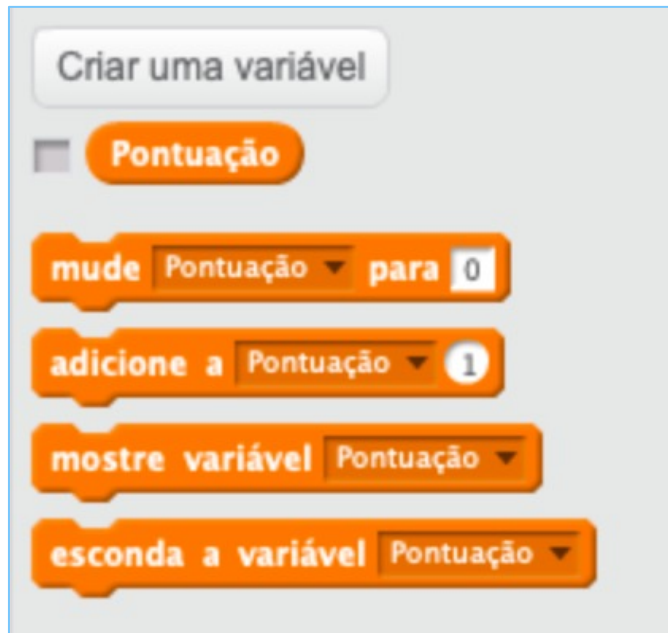 Criar uma variável
Pontuação
mude Pontuação para 0
adicione a Pontuação 1
mostre variável Pontuação
esconda a variável Pontuação